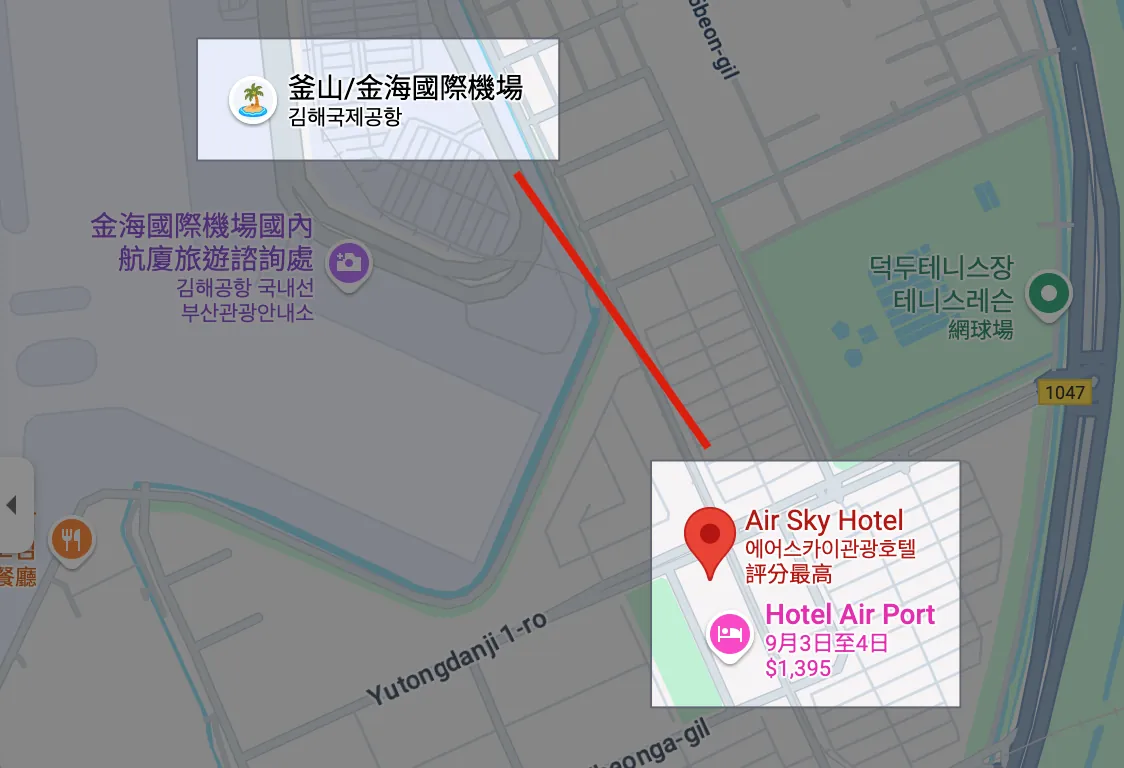 釜山/金海國際機場
김해국제공항
金海國際機場國內
航廈旅遊諮詢處
김해공항 국내선
부산관광안내소
덕두테니스장
테니스레슨
網球場
1047
Air Sky Hotel
에어스카이관광호텔
評分最高
Hotel Air Port
9月3日至4日
$1,395
餐廳
Yutongdanji 1-ro